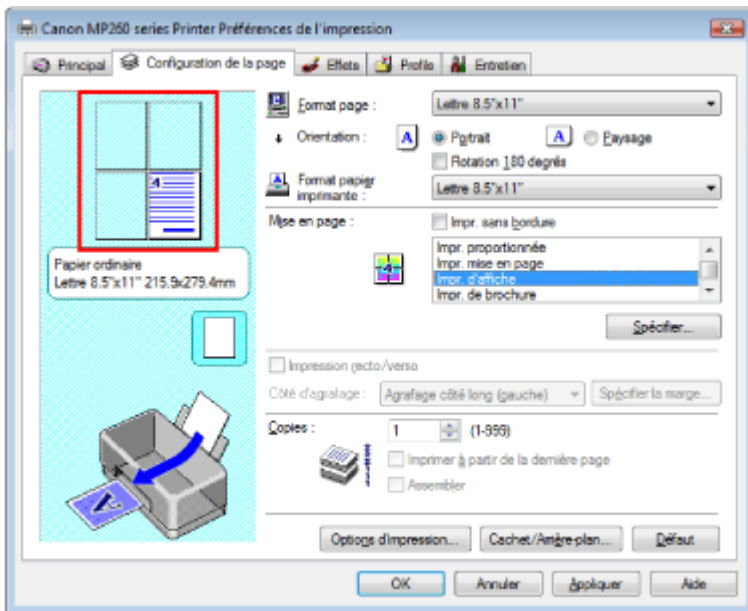 Canon MP260 series Printer Préférences de l'impression
Principal Configuration de la page Effets Profils Entretien
4
Papier ordinaire
Lettre 8.5"x11" 215.9x279.4mm
Format page : Lettre 8.5"x11"
Orientation : A Portrait A Paysage
Rotation 180 degrés
Format papier
imprimante : Lettre 8.5"x11"
Mise en page : Impr. sans bordure
Impr. proportionnée
Impr. mise en page
Impr. d'affiche
Impr. de brochure
Spécifier...
Impression recto/verso
Côté d'agrafage : Agrafage côté long (gauche) Spécifier la marge...
Copies : 1 (1-999)
Imprimer à partir de la dernière page
Assembler
Options d'impression... Cachet/Arrière-plan... Défaut
OK Annuler Appliquer Aide